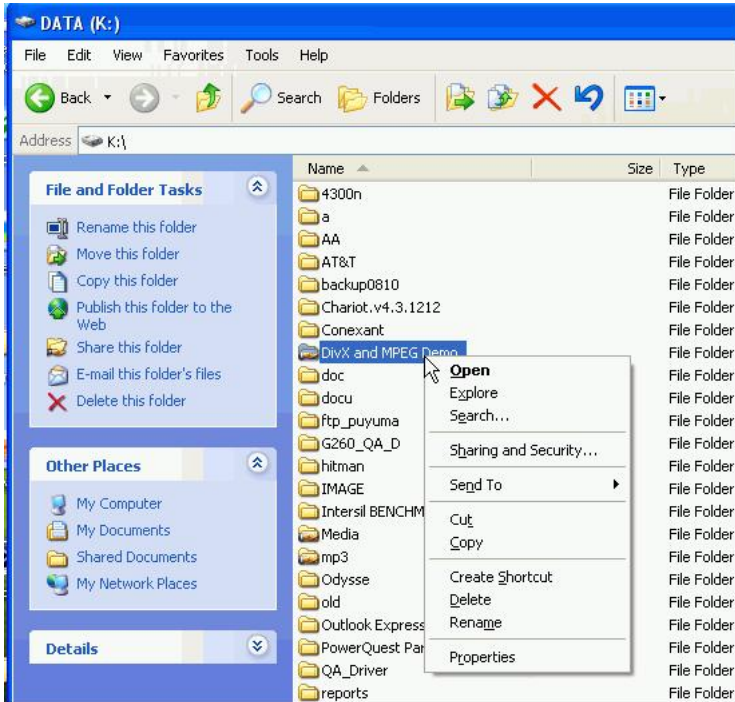 DATA (K:)
File Edit View Favorites Tools Help
Back Search Folders
Address K:\
File and Folder Tasks
Rename this folder
Move this folder
Copy this folder
Publish this folder to the
Web
Share this folder
E-mail this folder's files
Delete this folder
Other Places
My Computer
My Documents
Shared Documents
My Network Places
Details
Name Size Type
4300n File Folder
a File Folder
AA File Folder
AT&T File Folder
backup0810 File Folder
Chariot.v4.3.1212 File Folder
Conexant File Folder
DivX and MPEG Demo File Folder
doc File Folder
docu File Folder
ftp_puyuma File Folder
G260_QA_D File Folder
hitman File Folder
IMAGE File Folder
Intersil BENCHM File Folder
Media File Folder
mp3 File Folder
Odysse File Folder
old File Folder
Outlook Express File Folder
PowerQuest Par File Folder
QA_Driver File Folder
reports File Folder
Open
Explore
Search...
Sharing and Security...
Send To
Cut
Copy
Create Shortcut
Delete
Rename
Properties